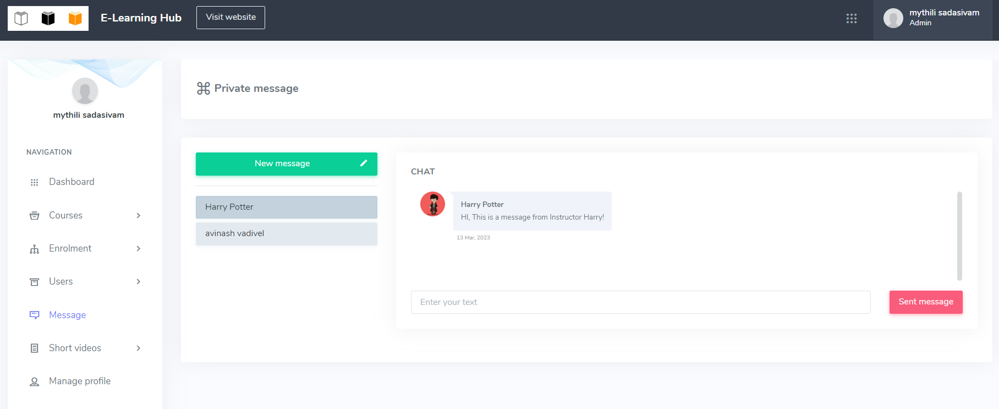 E-Learning Hub
Visit website
mythili sadasivam
Admin
mythili sadasivam
NAVIGATION
Dashboard
Courses
Enrolment
Users
Message
Short videos
Manage profile
Private message
New message
Harry Potter
avinash vadivel
CHAT
Harry Potter
HI, This is a message from Instructor Harry!
13 Mar, 2023
Enter your text
Sent message